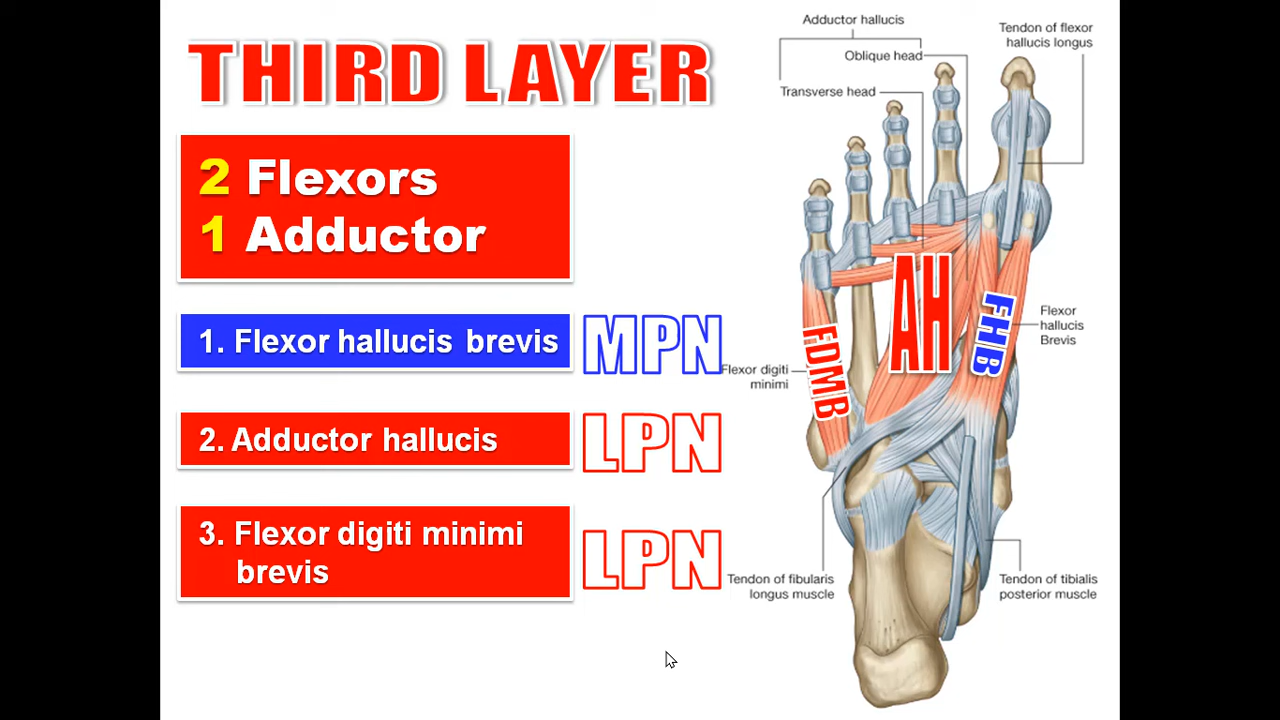 THIRD LAYER
2 Flexors
1 Adductor
1. Flexor hallucis brevis
MPN
2. Adductor hallucis
LPN
3. Flexor digiti minimi
brevis
LPN
Adductor hallucis
Oblique head
Transverse head
Tendon of flexor
hallucis longus
AH
FHB
FDMB
Flexor
hallucis
Brevis
Flexor digiti
minimi
Tendon of fibularis
longus muscle
Tendon of tibialis
posterior muscle